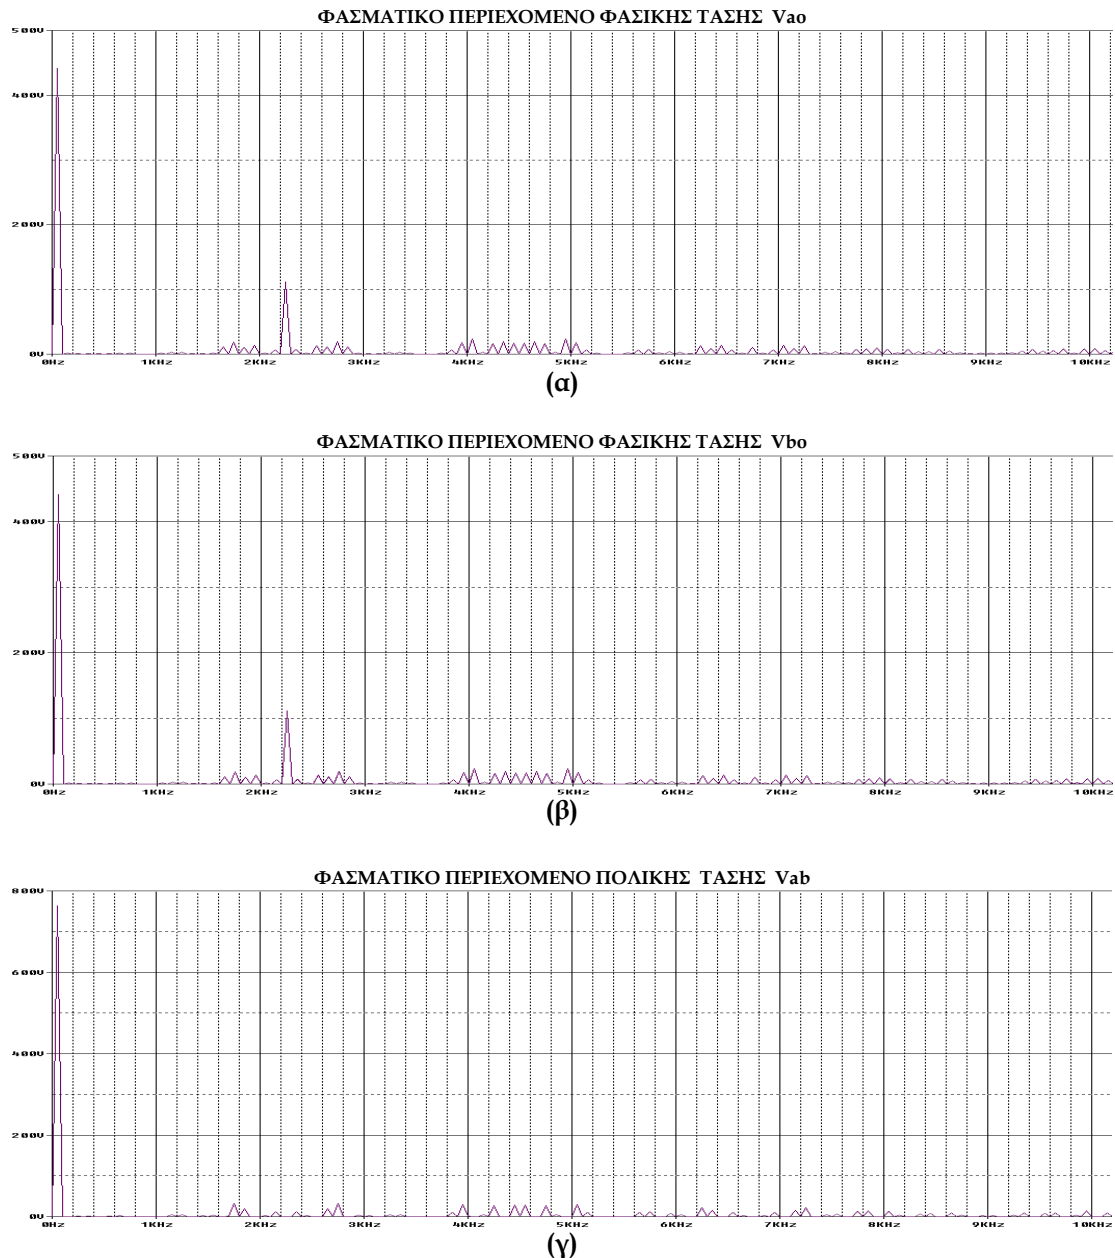 ΦΑΣΜΑΤΙΚΟ ΠΕΡΙΕΧΟΜΕΝΟ ΦΑΣΙΚΗΣ ΤΑΣΗΣ Vao
500V
400V
200V
0V
0Hz 1KHz 2KHz 3KHz 4KHz 5KHz 6KHz 7KHz 8KHz 9KHz 10KHz
(α)
ΦΑΣΜΑΤΙΚΟ ΠΕΡΙΕΧΟΜΕΝΟ ΦΑΣΙΚΗΣ ΤΑΣΗΣ Vbo
500V
400V
200V
0V
0Hz 1KHz 2KHz 3KHz 4KHz 5KHz 6KHz 7KHz 8KHz 9KHz 10KHz
(β)
ΦΑΣΜΑΤΙΚΟ ΠΕΡΙΕΧΟΜΕΝΟ ΠΟΛΙΚΗΣ ΤΑΣΗΣ Vab
800V
600V
400V
200V
0V
0Hz 1KHz 2KHz 3KHz 4KHz 5KHz 6KHz 7KHz 8KHz 9KHz 10KHz
(γ)